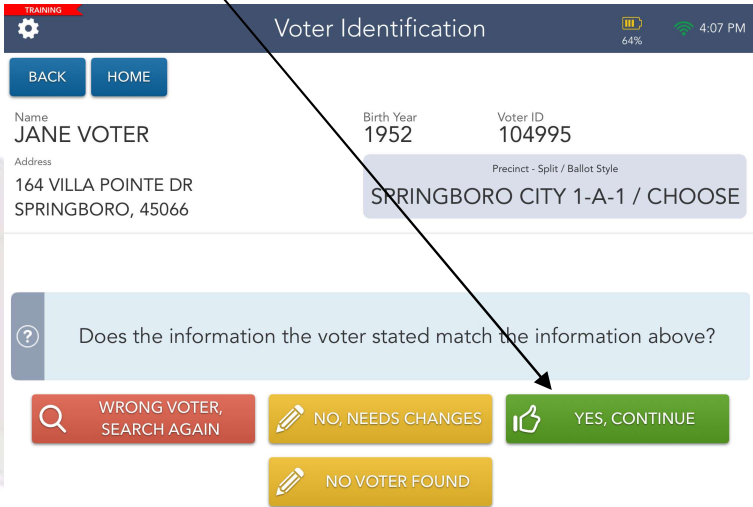 TRAINING
Voter Identification
64%
4:07 PM
BACK
HOME
Name
JANE VOTER
Birth Year
1952
Voter ID
104995
Address
164 VILLA POINTE DR
SPRINGBORO, 45066
Precinct - Split / Ballot Style
SPRINGBORO CITY 1-A-1 / CHOOSE
? Does the information the voter stated match the information above?
WRONG VOTER,
SEARCH AGAIN
NO, NEEDS CHANGES
YES, CONTINUE
NO VOTER FOUND